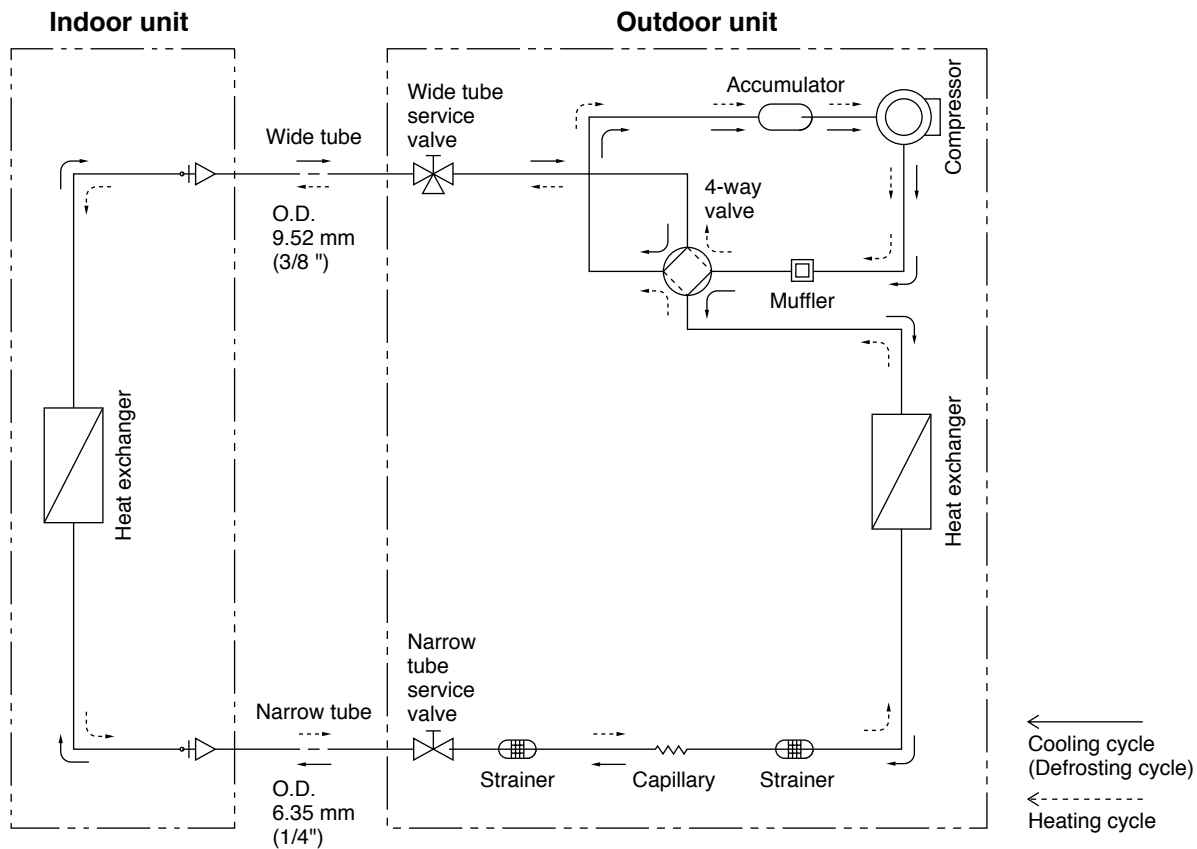 Indoor unit
Outdoor unit
Wide tube
service
valve
Accumulator
Compressor
Wide tube
O.D.
9.52 mm
(3/8 ")
4-way
valve
Muffler
Heat exchanger
Heat exchanger
Narrow
tube
service
valve
Narrow tube
O.D.
6.35 mm
(1/4")
Strainer
Capillary
Strainer
Cooling cycle
(Defrosting cycle)
Heating cycle